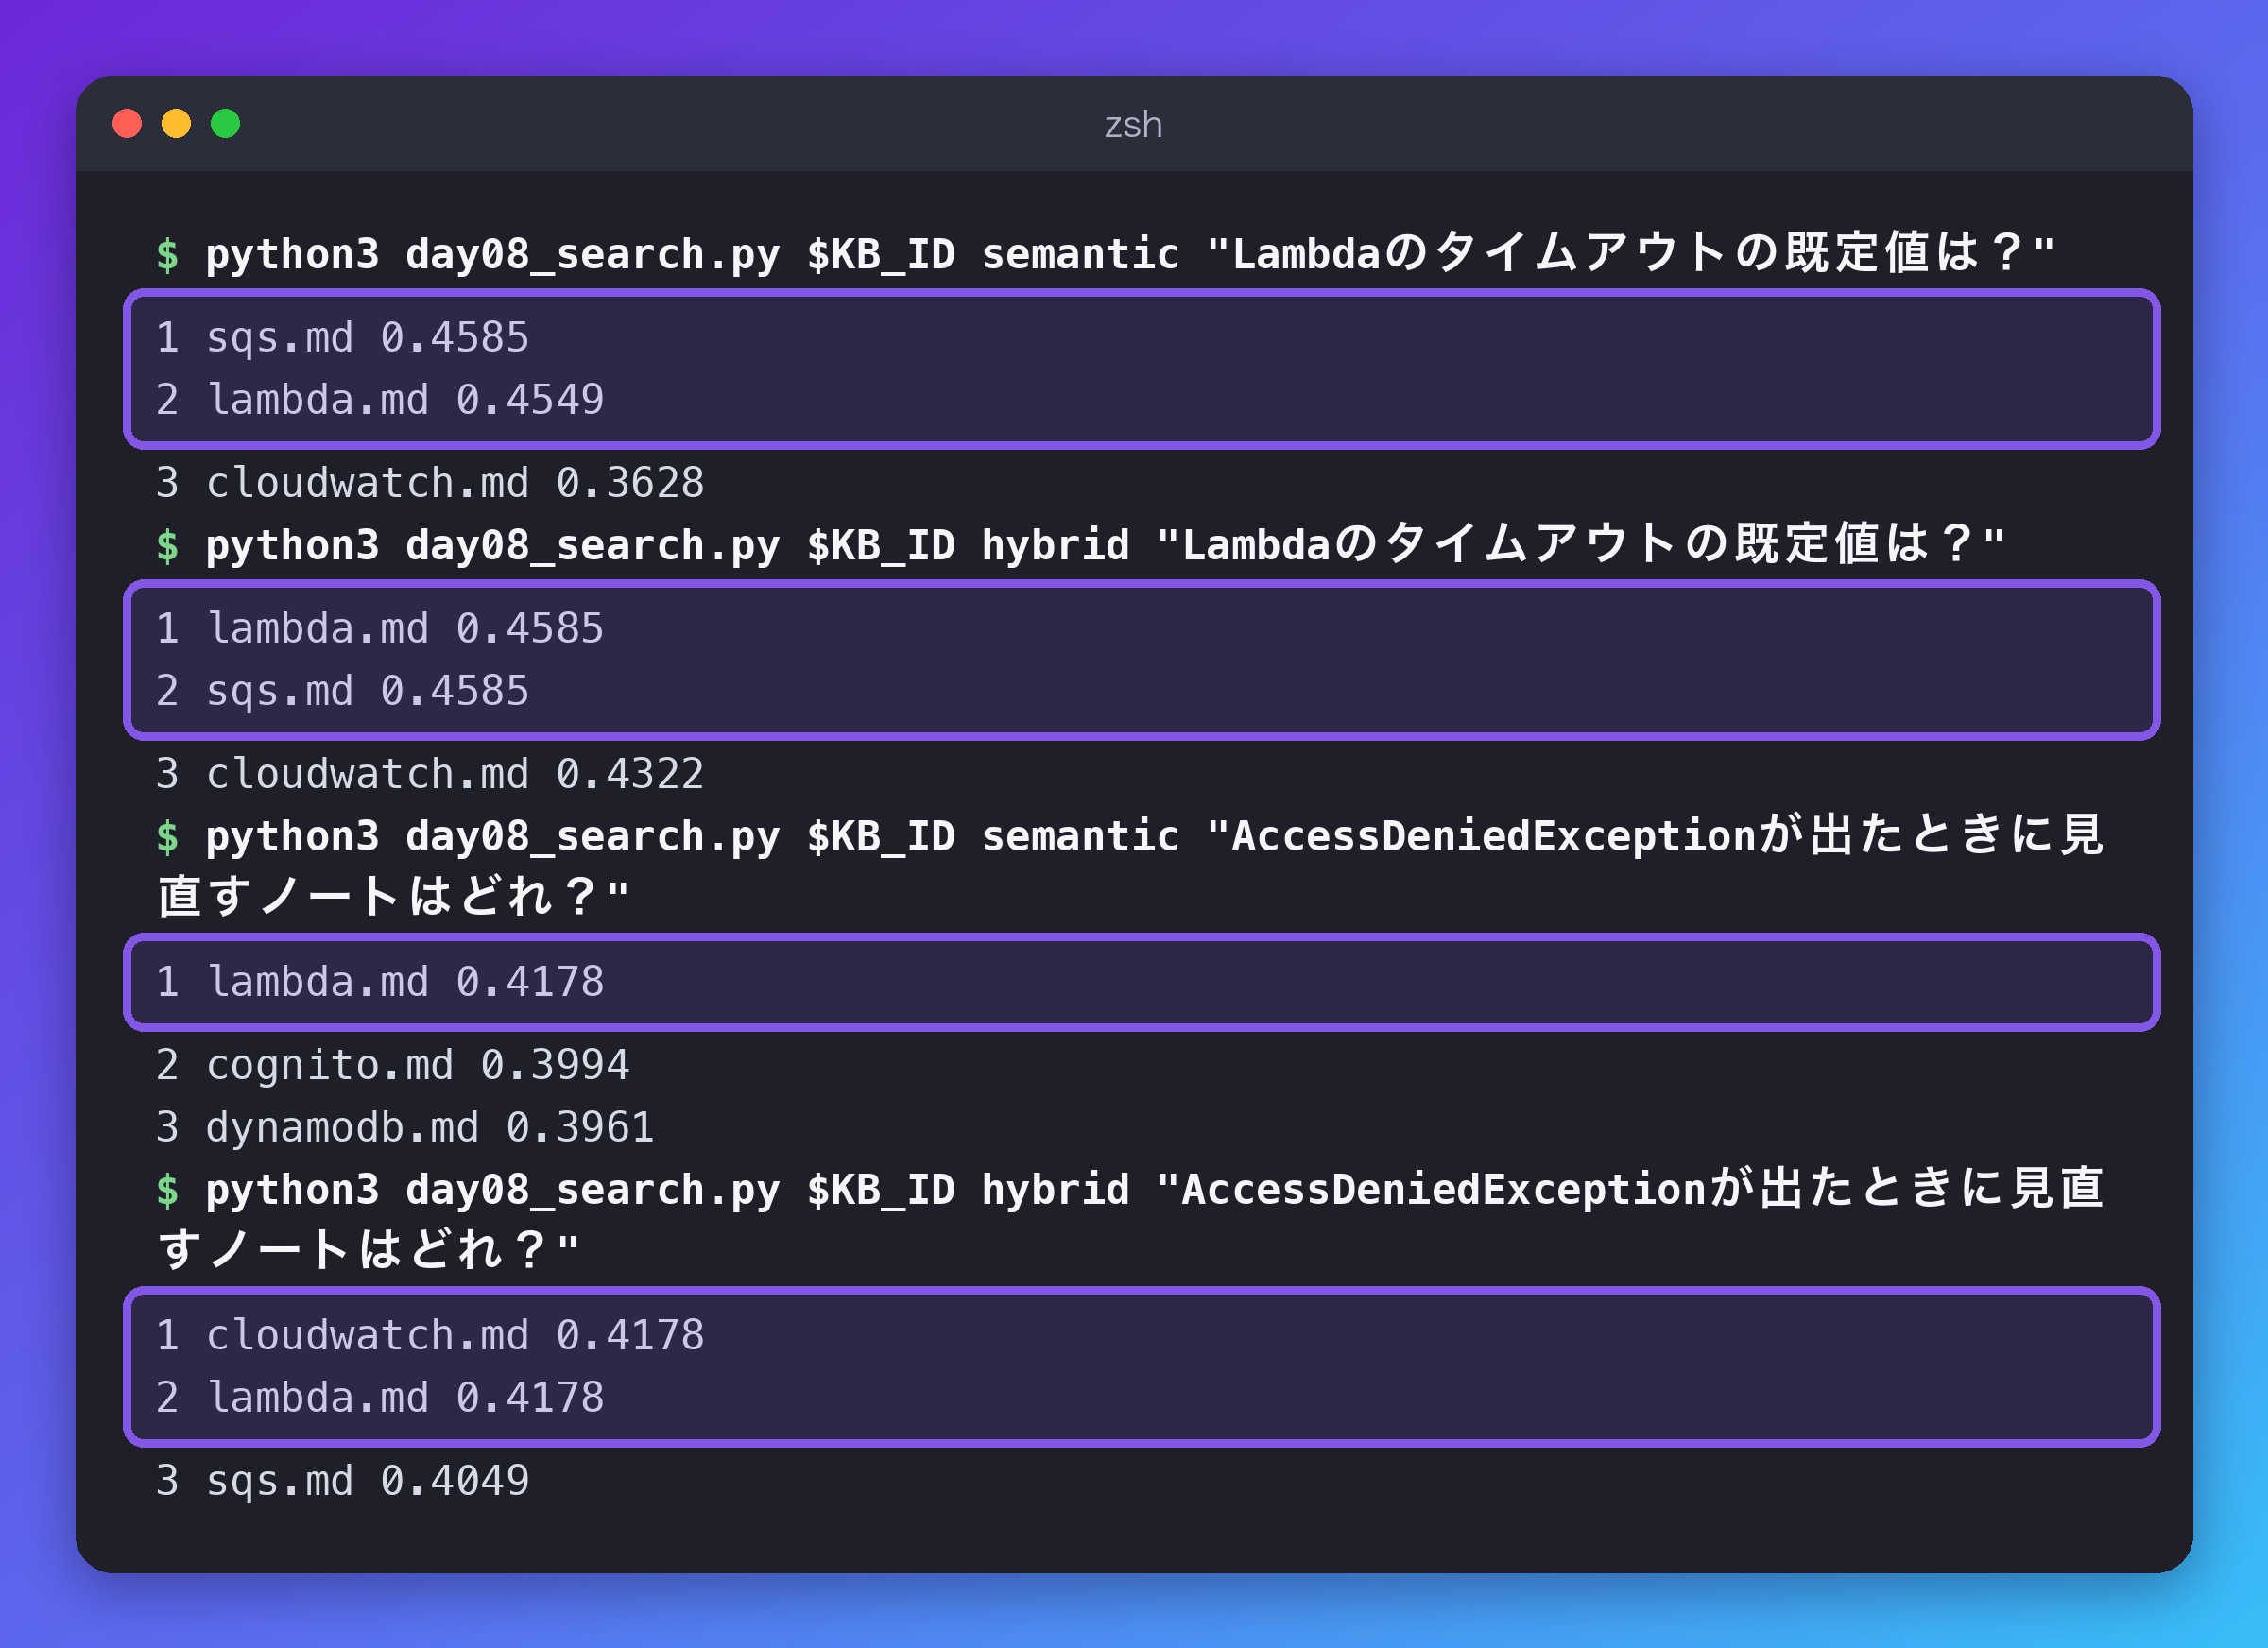 zsh
$ python3 day08_search.py $KB_ID semantic "Lambdaのタイムアウトの既定値は？"
1 sqs.md 0.4585
2 lambda.md 0.4549
3 cloudwatch.md 0.3628
$ python3 day08_search.py $KB_ID hybrid "Lambdaのタイムアウトの既定値は？"
1 lambda.md 0.4585
2 sqs.md 0.4585
3 cloudwatch.md 0.4322
$ python3 day08_search.py $KB_ID semantic "AccessDeniedExceptionが出たときに見
直すノートはどれ？"
1 lambda.md 0.4178
2 cognito.md 0.3994
3 dynamodb.md 0.3961
$ python3 day08_search.py $KB_ID hybrid "AccessDeniedExceptionが出たときに見直
すノートはどれ？"
1 cloudwatch.md 0.4178
2 lambda.md 0.4178
3 sqs.md 0.4049